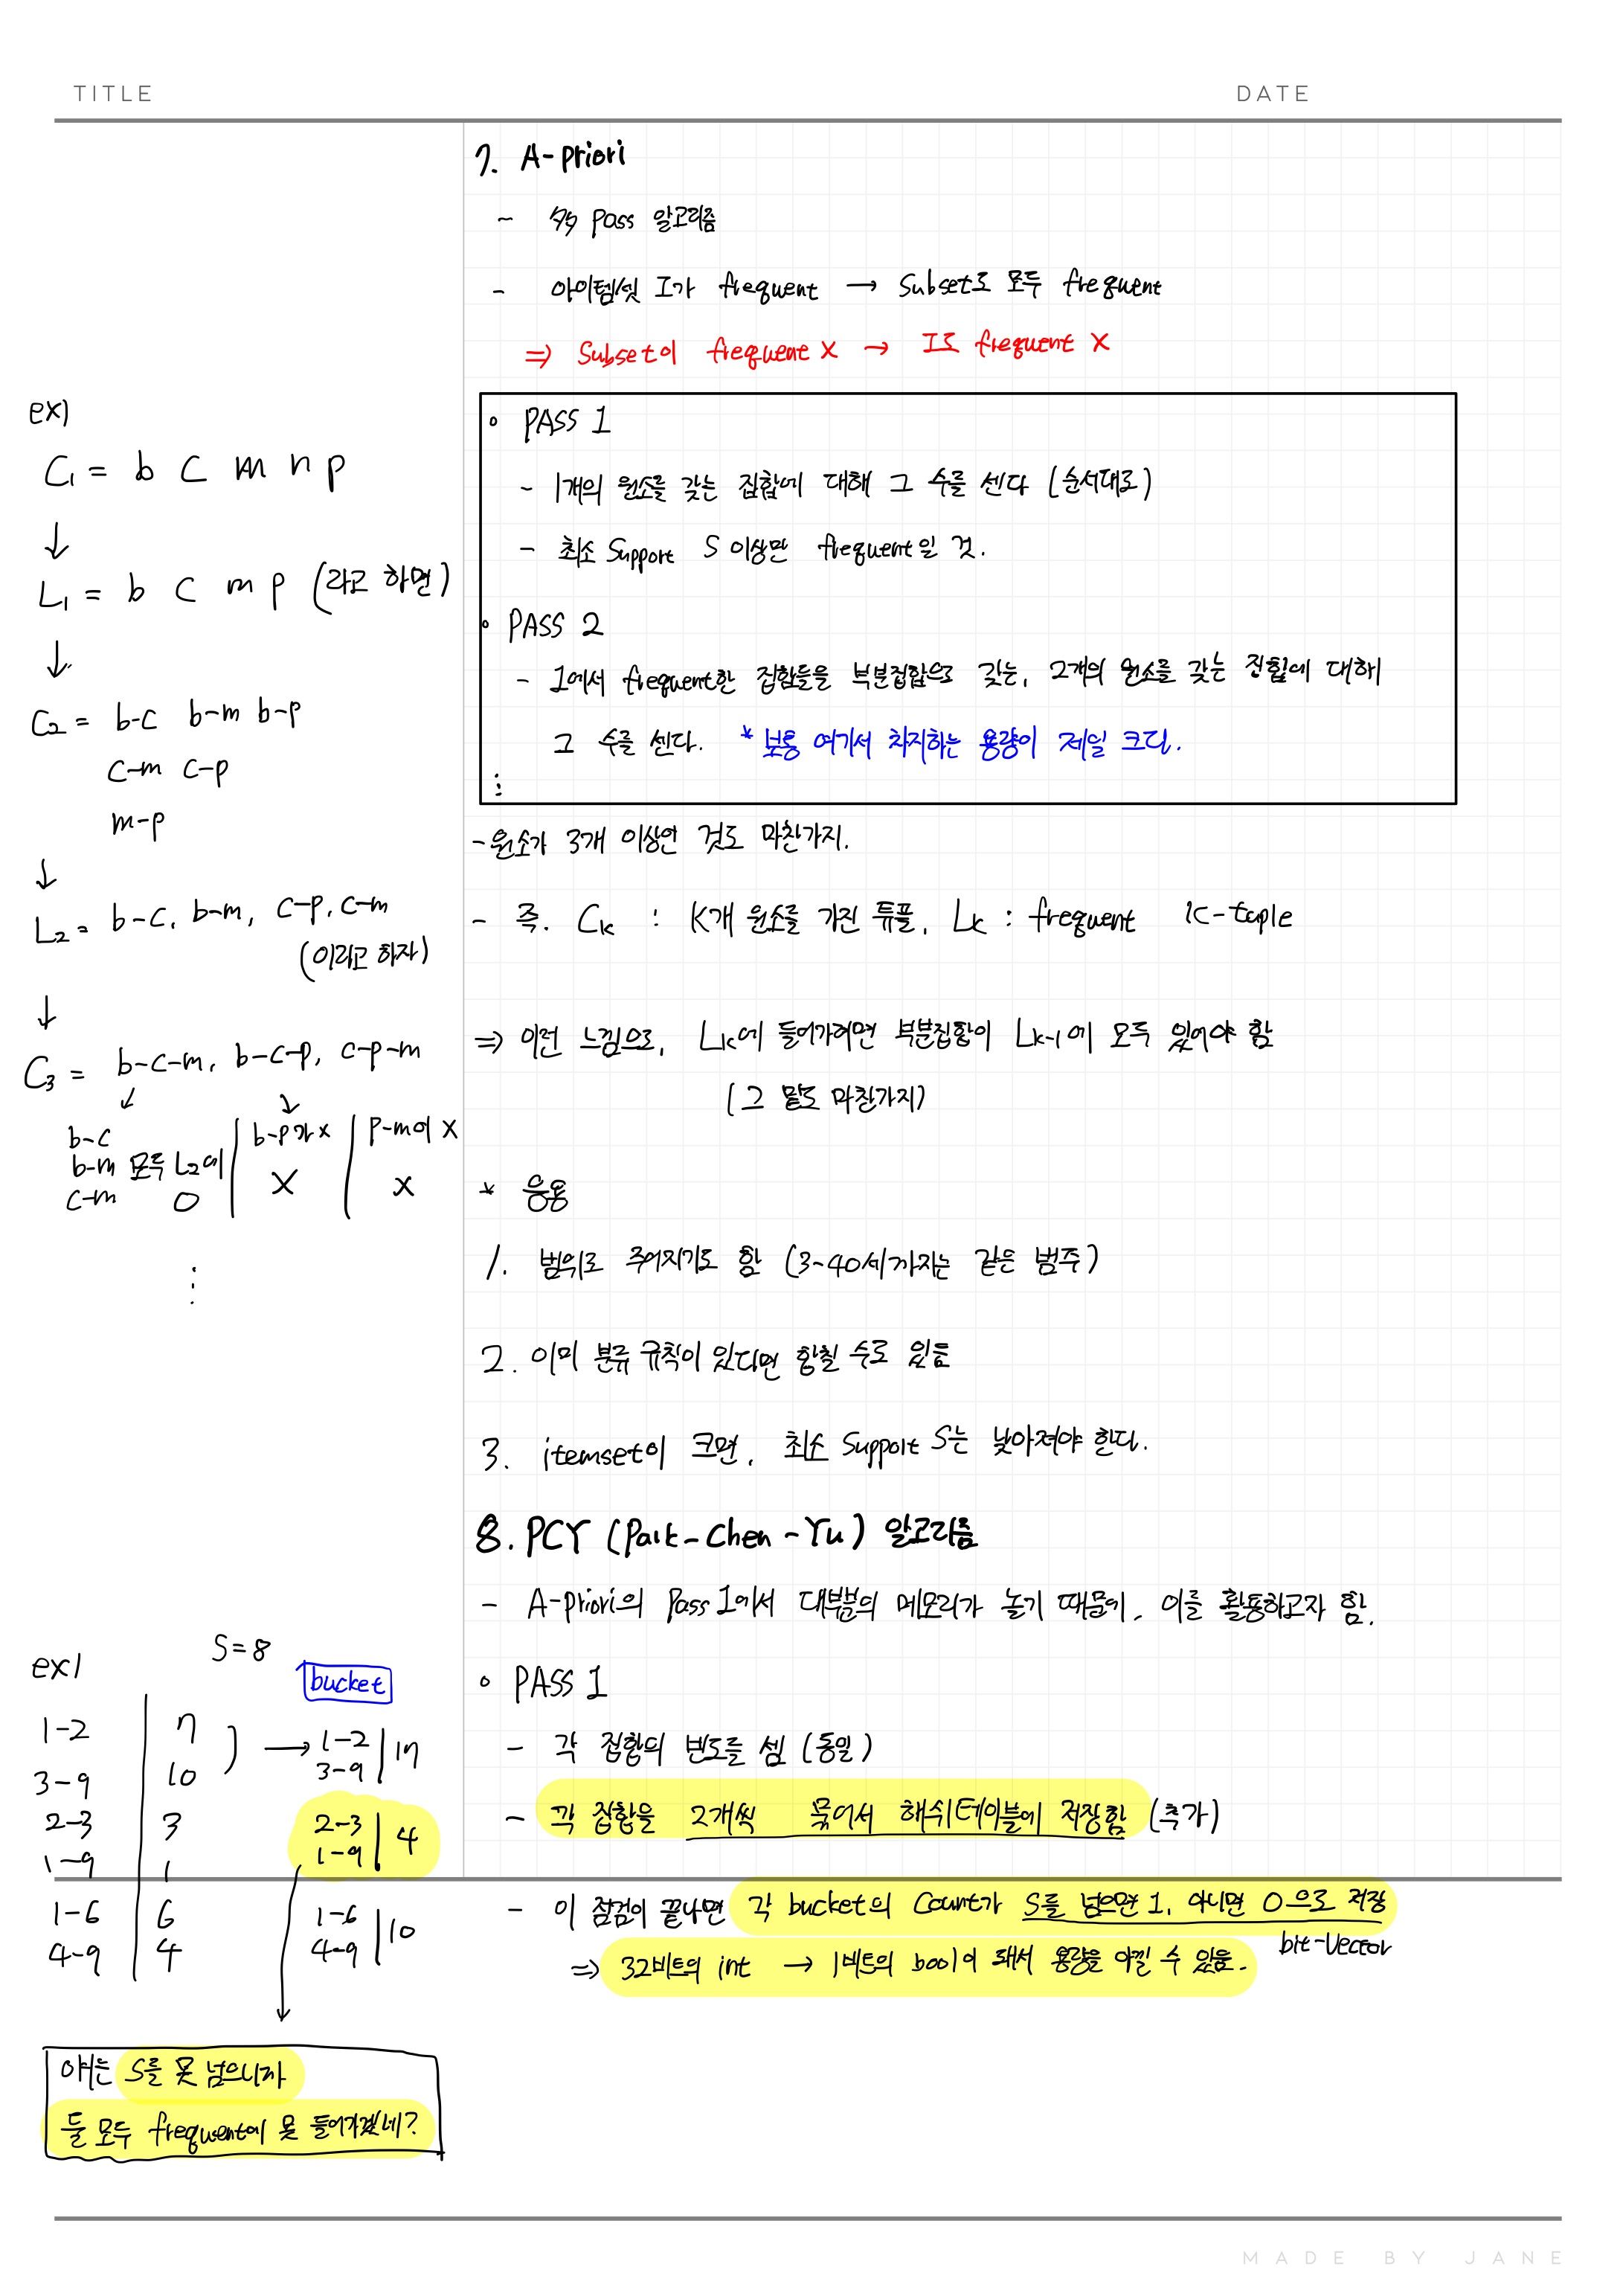 TITLE
DATE
7. A-priori
- 多 pass 알고리즘
- 아이템셋 I가 frequent → subset도 모두 frequent
⇒ Subset이 frequent X → I도 frequent X
∘ PASS 1
- 1개의 원소를 갖는 집합에 대해 그 수를 센다 (순서대로)
- 최소 Support S 이상만 frequent일 것.
∘ PASS 2
- 1에서 frequent한 집합들을 부분집합으로 갖는, 2개의 원소를 갖는 집합에 대해
그 수를 센다. * 보통 여기서 차지하는 용량이 제일 크다.
⋮
- 원소가 3개 이상인 것도 마찬가지.
- 즉. Ck : K개 원소를 가진 튜플, Lk : frequent k-tuple
⇒ 이런 느낌으로, Lk에 들어가려면 부분집합이 Lk-1에 모두 있어야 함
(그 밑도 마찬가지)
* 응용
1. 범위로 주어지기도 함 (3~40세까지는 같은 범주)
2. 이미 분류 규칙이 있다면 합칠 수도 있음
3. itemset이 크면, 최소 Support S는 낮아져야 한다.
8. PCY (Park-Chen-Yu) 알고리즘
- A-priori의 Pass 1에서 대부분의 메모리가 놀기 때문에, 이를 활용하고자 함.
∘ PASS 1
- 각 집합의 빈도를 셈 (동일)
- 각 집합을 2개씩 묶어서 해쉬테이블에 저장함 (추가)
- 이 점검이 끝나면 각 bucket의 Count가 S를 넘으면 1, 아니면 0으로 저장
bit-Vector
⇒ 32비트의 int → 1비트의 bool이 돼서 용량을 아낄 수 있음.
ex)
C1 = b c m n p
↓
L1 = b c m p (라고 하면)
↓
C2 = b-c b-m b-p
c-m c-p
m-p
↓
L2 = b-c, b-m, c-p, c-m
(이라고 하자)
↓
C3 = b-c-m, b-c-p, c-p-m
b-c | b-p가 x | p-m이 X
b-m 모두 L2에 | X | x
c-m O
⋮
ex) S=8
bucket
1-2 | 7 → 1-2 | 17
3-9 | 10 3-9
2-3 | 3 2-3 | 4
1-9 | 1 1-9
1-6 | 6 1-6 | 10
4-9 | 4 4-9
얘는 S를 못 넘으니까
둘 모두 frequent에 못 들어가겠네?
MADE BY JANE